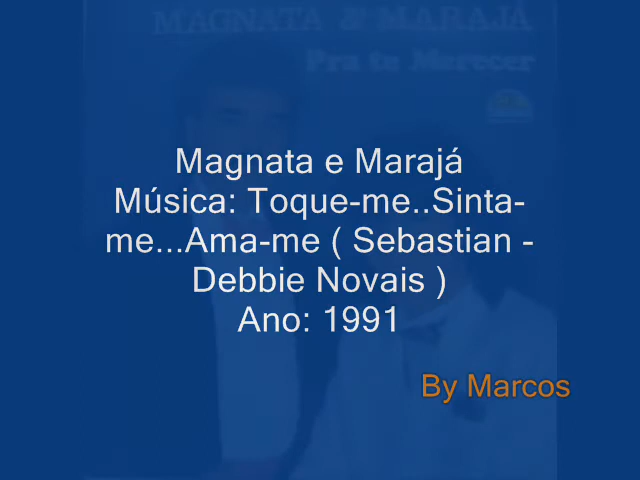 MAGNATA & MARAJÁ
Pra te Merecer
Magnata e Marajá
Música: Toque-me..Sinta-
me...Ama-me ( Sebastian -
Debbie Novais )
Ano: 1991
By Marcos